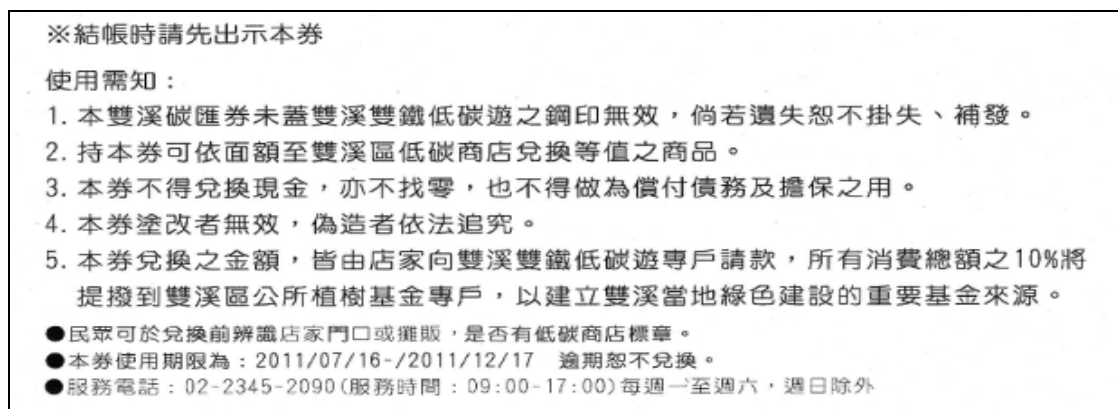 ※結帳時請先出示本券
使用需知：
1. 本雙溪碳匯券未蓋雙溪雙鐵低碳遊之鋼印無效，倘若遺失恕不掛失、補發。
2. 持本券可依面額至雙溪區低碳商店兌換等值之商品。
3. 本券不得兌換現金，亦不找零，也不得做為償付債務及擔保之用。
4. 本券塗改者無效，偽造者依法追究。
5. 本券兌換之金額，皆由店家向雙溪雙鐵低碳遊專戶請款，所有消費總額之10%將
提撥到雙溪區公所植樹基金專戶，以建立雙溪當地綠色建設的重要基金來源。
●民眾可於兌換前辨識店家門口或攤販，是否有低碳商店標章。
●本券使用期限為：2011/07/16-/2011/12/17 逾期恕不兌換。
●服務電話：02-2345-2090(服務時間：09:00-17:00)每週一至週六，週日除外